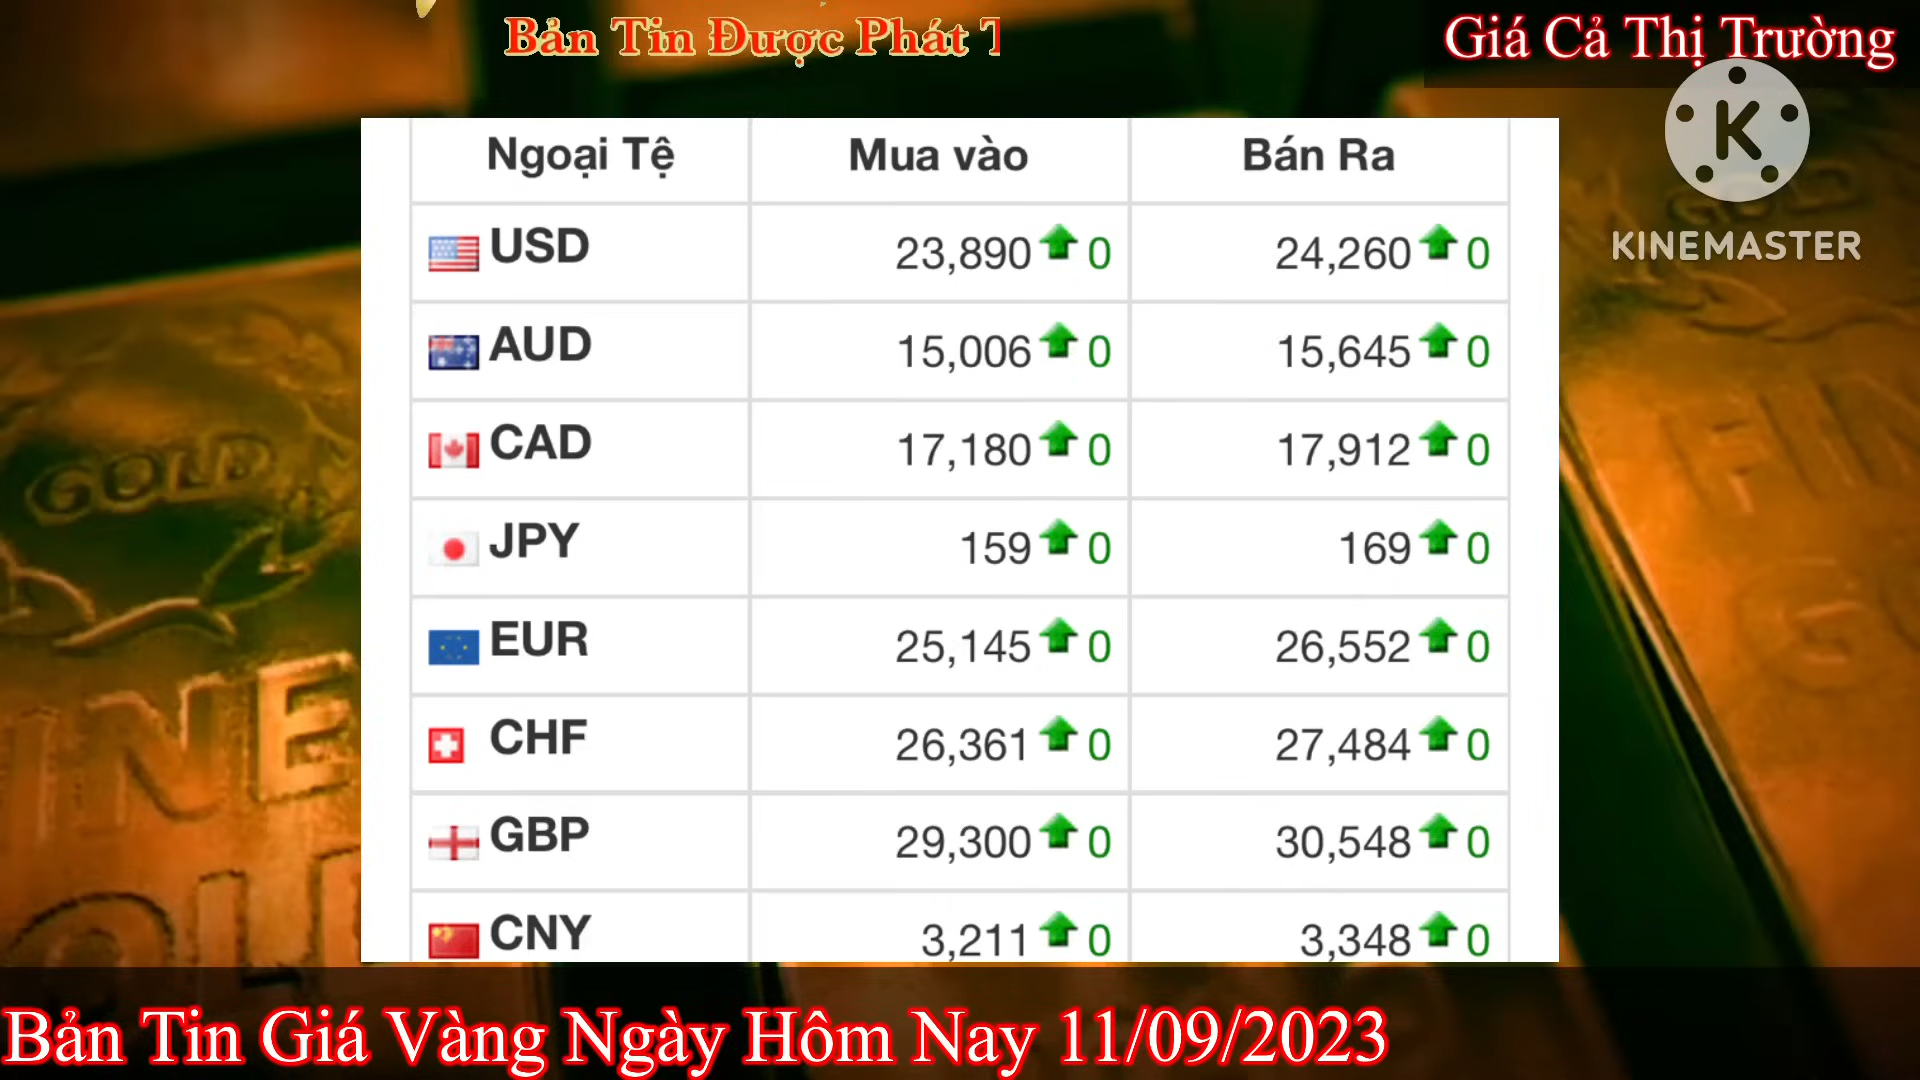 Bản Tin Được Phát
Giá Cả Thị Trường
K
KINEMASTER
Ngoại Tệ Mua vào Bán Ra
USD 23,890 0 24,260 0
AUD 15,006 0 15,645 0
CAD 17,180 0 17,912 0
JPY 159 0 169 0
EUR 25,145 0 26,552 0
CHF 26,361 0 27,484 0
GBP 29,300 0 30,548 0
CNY 3,211 0 3,348 0
GOLD
FINE
GOLD
Bản Tin Giá Vàng Ngày Hôm Nay 11/09/2023